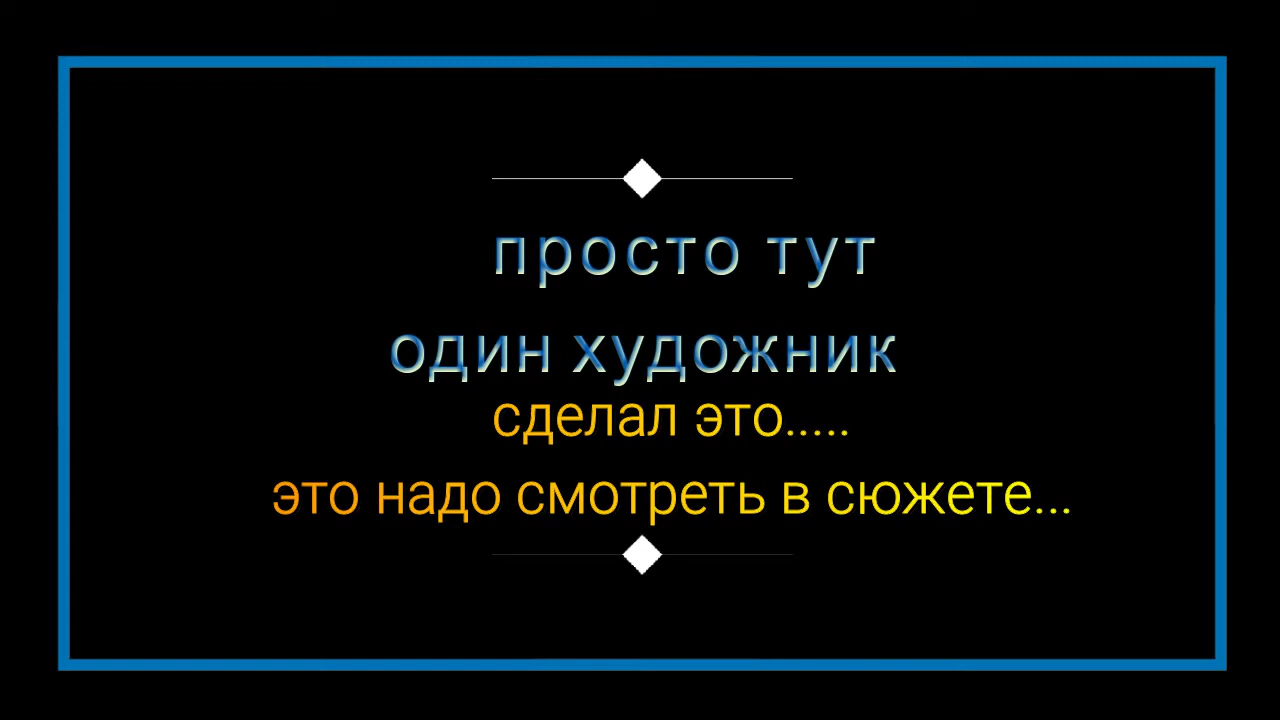 просто тут
один художник
сделал это.....
это надо смотреть в сюжете...